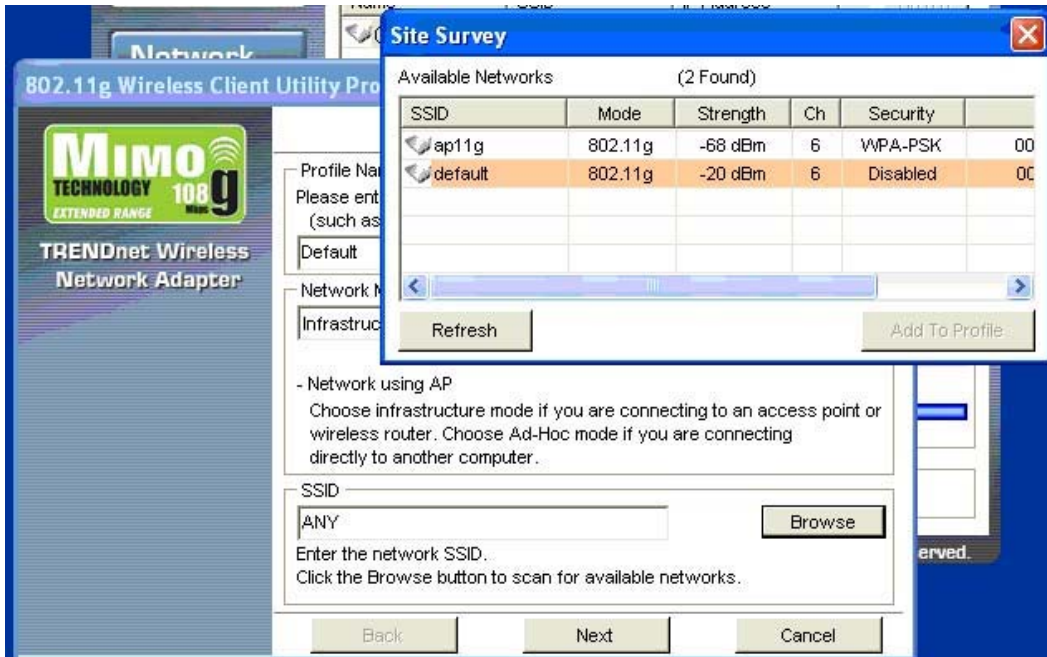 Network
Site Survey
802.11g Wireless Client Utility Pro
Available Networks (2 Found)
SSID Mode Strength Ch Security
ap11g 802.11g -68 dBm 6 WPA-PSK 00
default 802.11g -20 dBm 6 Disabled 00
Refresh Add To Profile
MIMO
TECHNOLOGY 108 g
Mbps
EXTENDED RANGE
TRENDnet Wireless
Network Adapter
Profile Na
Please ent
(such as
Default
Network
Infrastruc
- Network using AP
Choose infrastructure mode if you are connecting to an access point or
wireless router. Choose Ad-Hoc mode if you are connecting
directly to another computer.
SSID
ANY Browse
Enter the network SSID.
Click the Browse button to scan for available networks.
erved.
Back Next Cancel